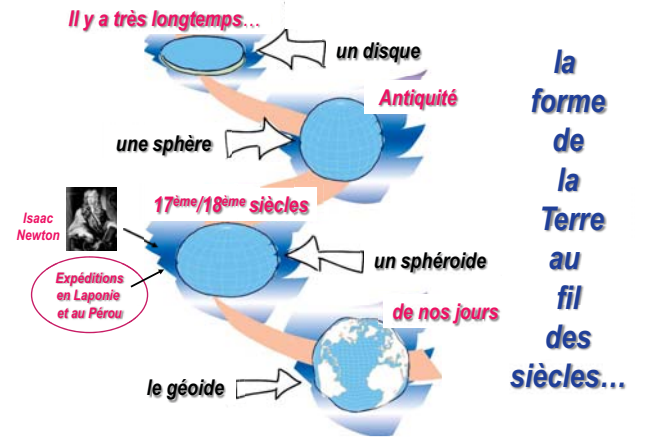 Il y a très longtemps…
un disque
Antiquité
une sphère
17ème/18ème siècles
Isaac
Newton
un sphéroide
Expéditions
en Laponie
et au Pérou
de nos jours
le géoide
la
forme
de
la
Terre
au
fil
des
siècles…